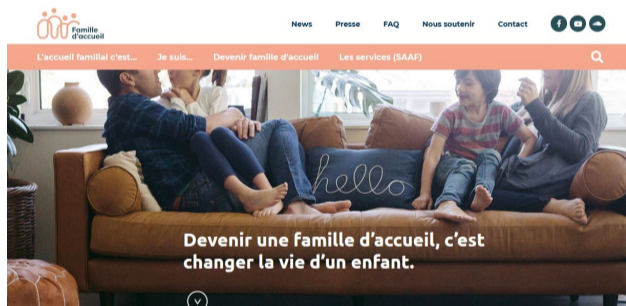 Famille
d'accueil
News Presse FAQ Nous soutenir Contact
L'accueil familial c'est... Je suis... Devenir famille d'accueil Les services (SAAF)
hello
Devenir une famille d'accueil, c'est
changer la vie d'un enfant.